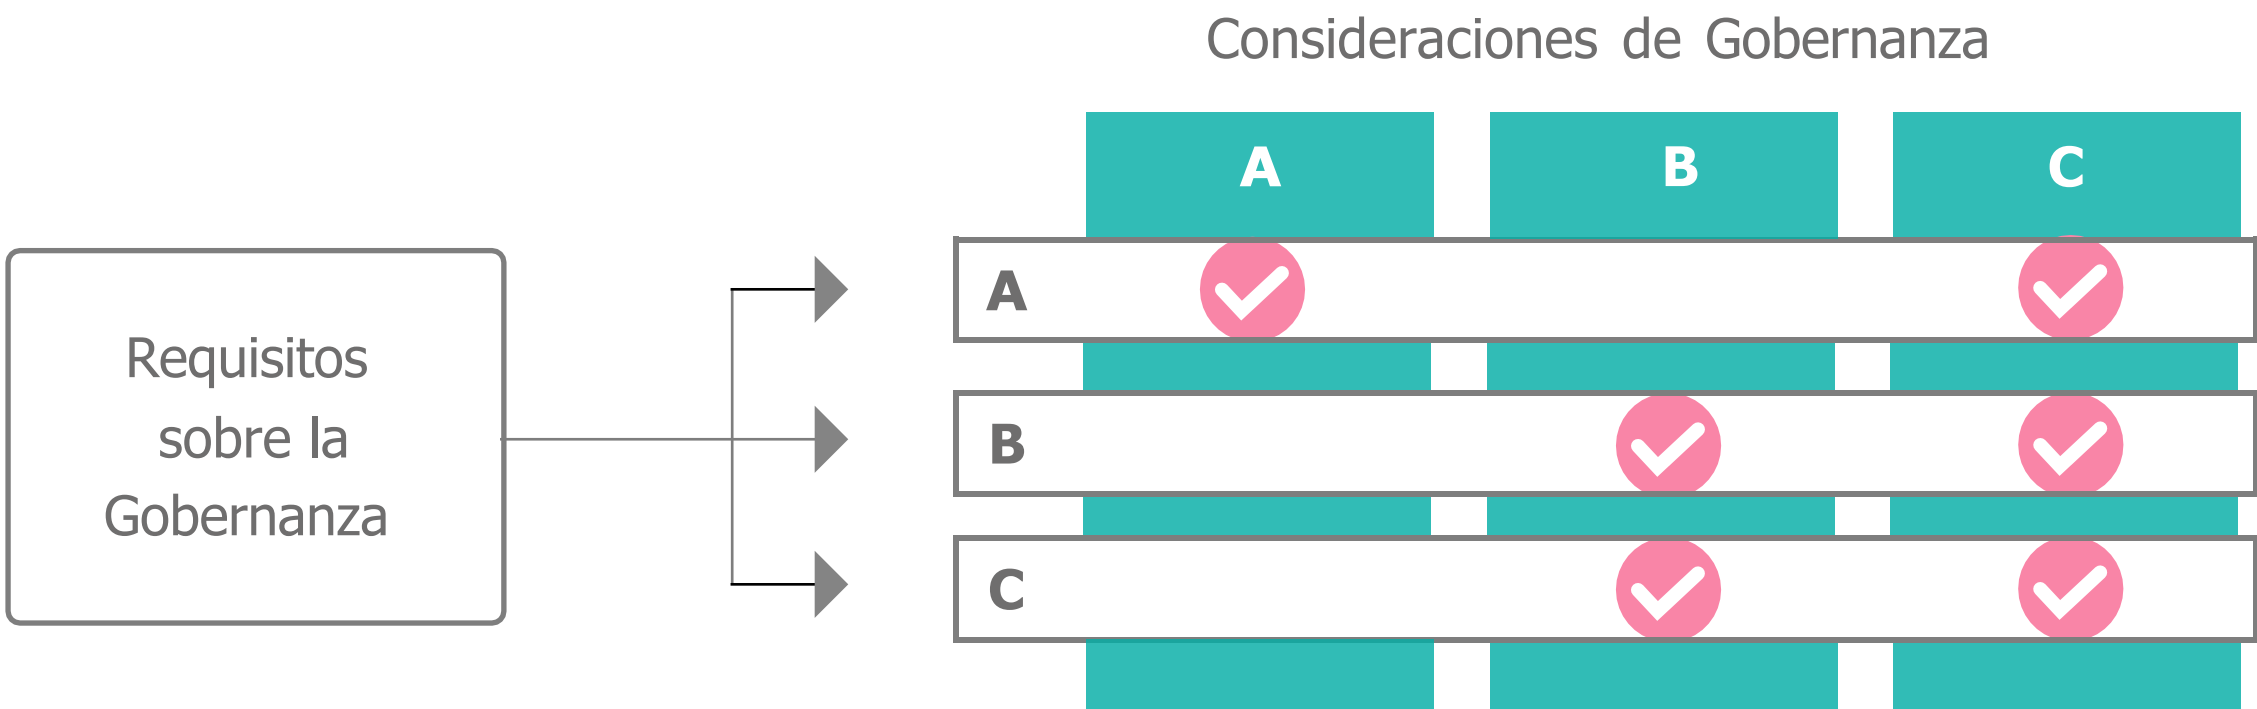 Consideraciones de Gobernanza
A B C
A
B
C
Requisitos
sobre la
Gobernanza